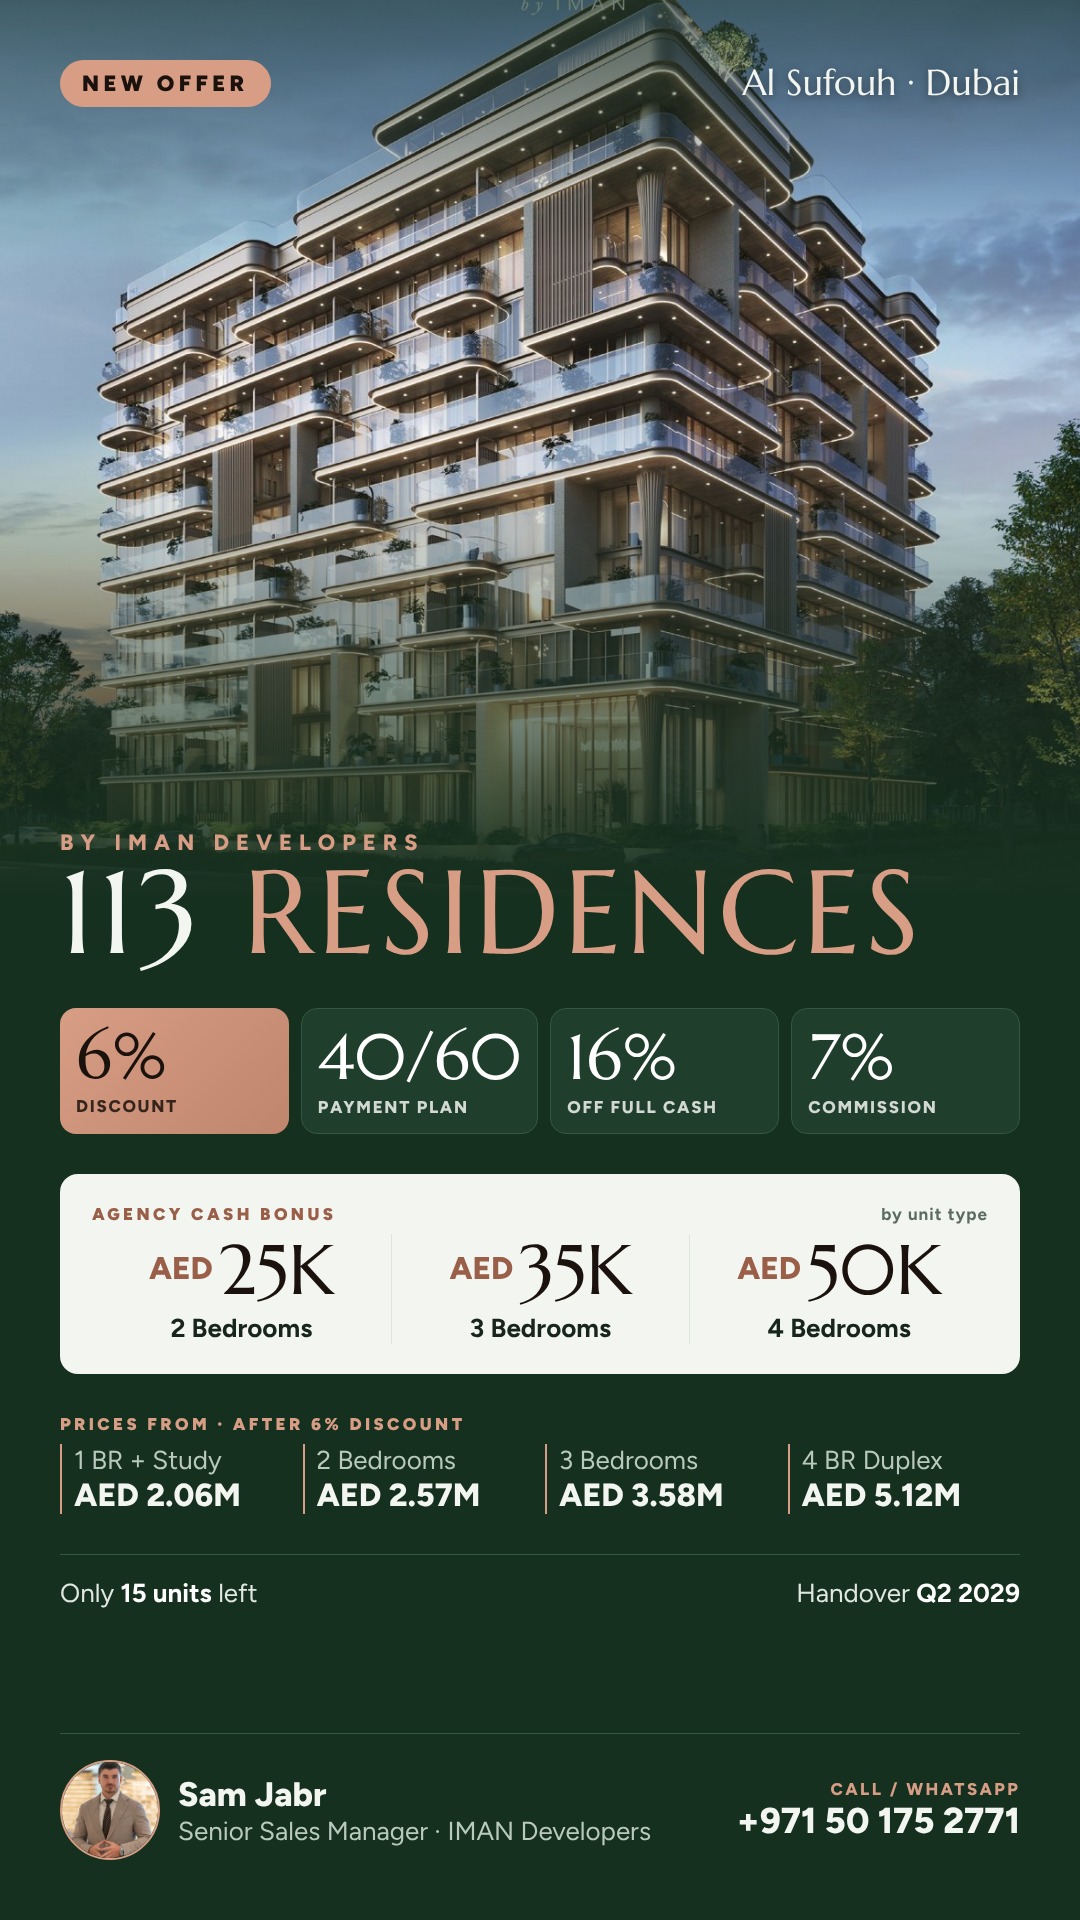 by IMAN
NEW OFFER
Al Sufouh · Dubai
BY IMAN DEVELOPERS
113 RESIDENCES
6%
DISCOUNT
40/60
PAYMENT PLAN
16%
OFF FULL CASH
7%
COMMISSION
AGENCY CASH BONUS
by unit type
AED 25K
2 Bedrooms
AED 35K
3 Bedrooms
AED 50K
4 Bedrooms
PRICES FROM · AFTER 6% DISCOUNT
1 BR + Study
AED 2.06M
2 Bedrooms
AED 2.57M
3 Bedrooms
AED 3.58M
4 BR Duplex
AED 5.12M
Only 15 units left
Handover Q2 2029
Sam Jabr
Senior Sales Manager · IMAN Developers
CALL / WHATSAPP
+971 50 175 2771